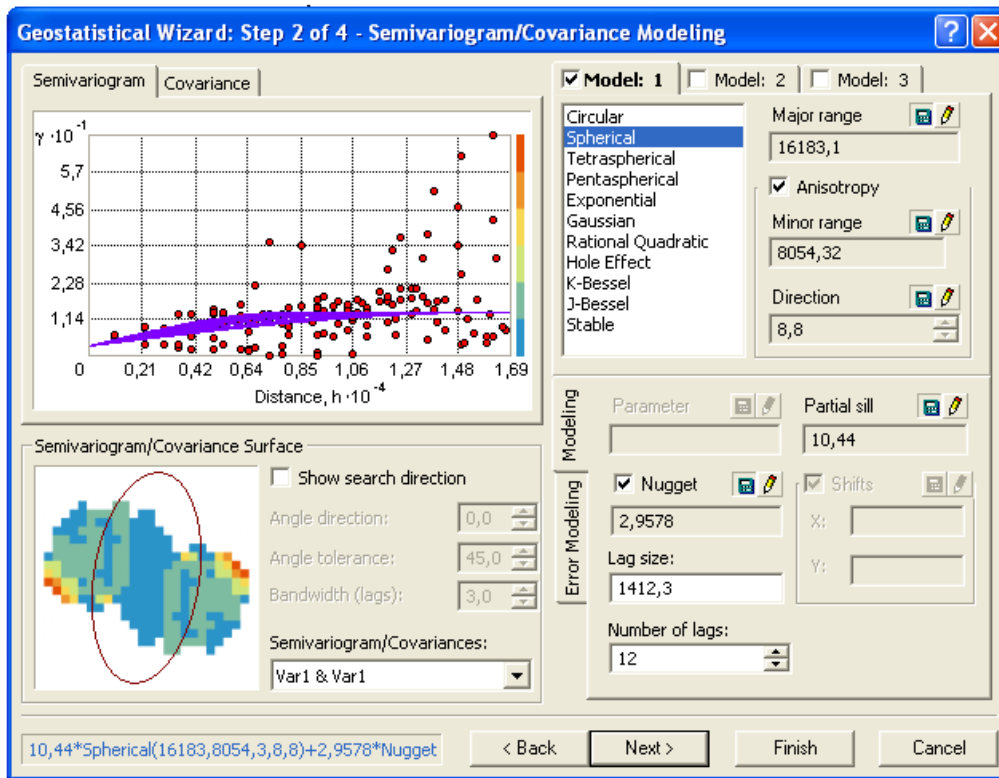 Geostatistical Wizard: Step 2 of 4 - Semivariogram/Covariance Modeling
Semivariogram
Covariance
γ ·10⁻¹
5,7
4,56
3,42
2,28
1,14
0
0,21
0,42
0,64
0,85
1,06
1,27
1,48
1,69
Distance, h ·10⁻⁴
Semivariogram/Covariance Surface
Show search direction
Angle direction:
0,0
Angle tolerance:
45,0
Bandwidth (lags):
3,0
Semivariogram/Covariances:
Var1 & Var1
Model: 1
Model: 2
Model: 3
Circular
Spherical
Tetraspherical
Pentaspherical
Exponential
Gaussian
Rational Quadratic
Hole Effect
K-Bessel
J-Bessel
Stable
Major range
16183,1
Anisotropy
Minor range
8054,32
Direction
8,8
Modeling
Error Modeling
Parameter
Partial sill
10,44
Nugget
2,9578
Shifts
X:
Y:
Lag size:
1412,3
Number of lags:
12
10,44*Spherical(16183,8054,3,8,8)+2,9578*Nugget
< Back
Next >
Finish
Cancel